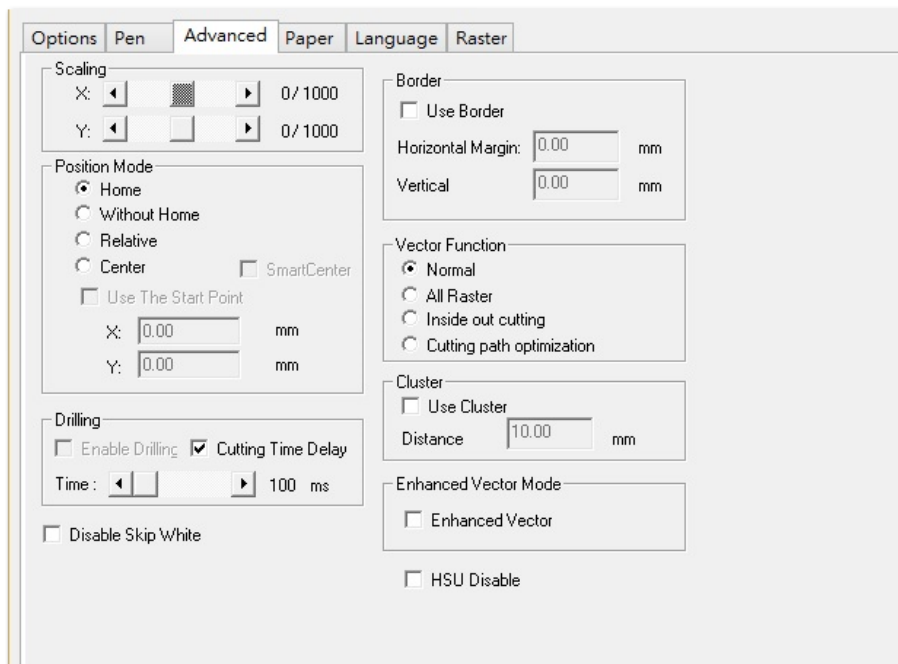 Options Pen Advanced Paper Language Raster
Scaling
X: 0/1000
Y: 0/1000
Position Mode
Home
Without Home
Relative
Center SmartCenter
Use The Start Point
X: 0.00 mm
Y: 0.00 mm
Drilling
Enable Drilling Cutting Time Delay
Time : 100 ms
Disable Skip White
Border
Use Border
Horizontal Margin: 0.00 mm
Vertical 0.00 mm
Vector Function
Normal
All Raster
Inside out cutting
Cutting path optimization
Cluster
Use Cluster
Distance 10.00 mm
Enhanced Vector Mode
Enhanced Vector
HSU Disable